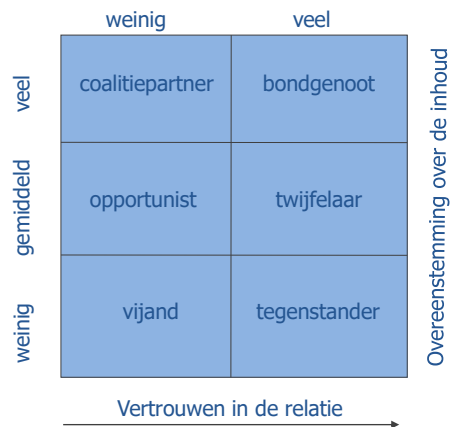 weinig veel
veel
coalitiepartner bondgenoot
gemiddeld
opportunist twijfelaar
weinig
vijand tegenstander
Overeenstemming over de inhoud
Vertrouwen in de relatie